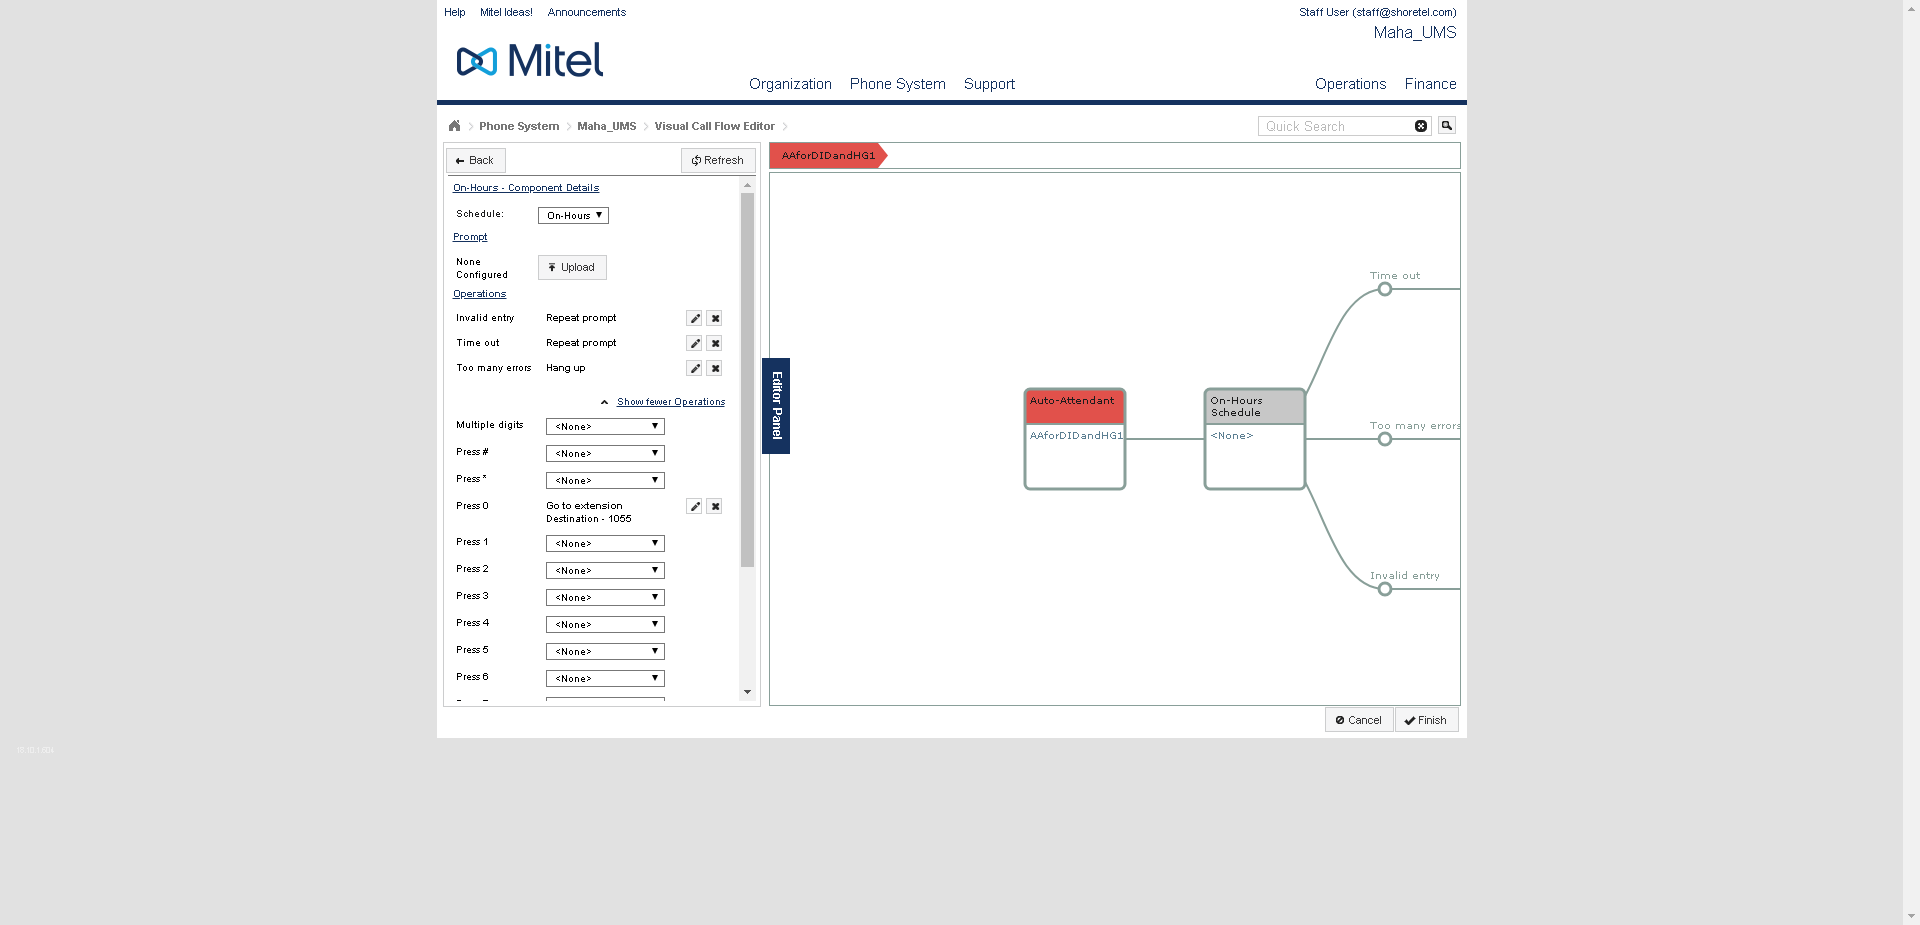 Help Mitel Ideas! Announcements
Staff User (staff@shoretel.com)
Maha_UMS
Mitel
Organization Phone System Support
Operations Finance
Phone System Maha_UMS Visual Call Flow Editor
Quick Search
Back
Refresh
On-Hours - Component Details
Schedule: On-Hours
Prompt
None
Configured
Upload
Operations
Invalid entry Repeat prompt
Time out Repeat prompt
Too many errors Hang up
Show fewer Operations
Multiple digits <None>
Press # <None>
Press * <None>
Press 0 Go to extension
Destination - 1055
Press 1 <None>
Press 2 <None>
Press 3 <None>
Press 4 <None>
Press 5 <None>
Press 6 <None>
Editor Panel
AAforDIDandHG1
Time out
Auto-Attendant
AAforDIDandHG1
On-Hours
Schedule
<None>
Too many errors
Invalid entry
Cancel
Finish